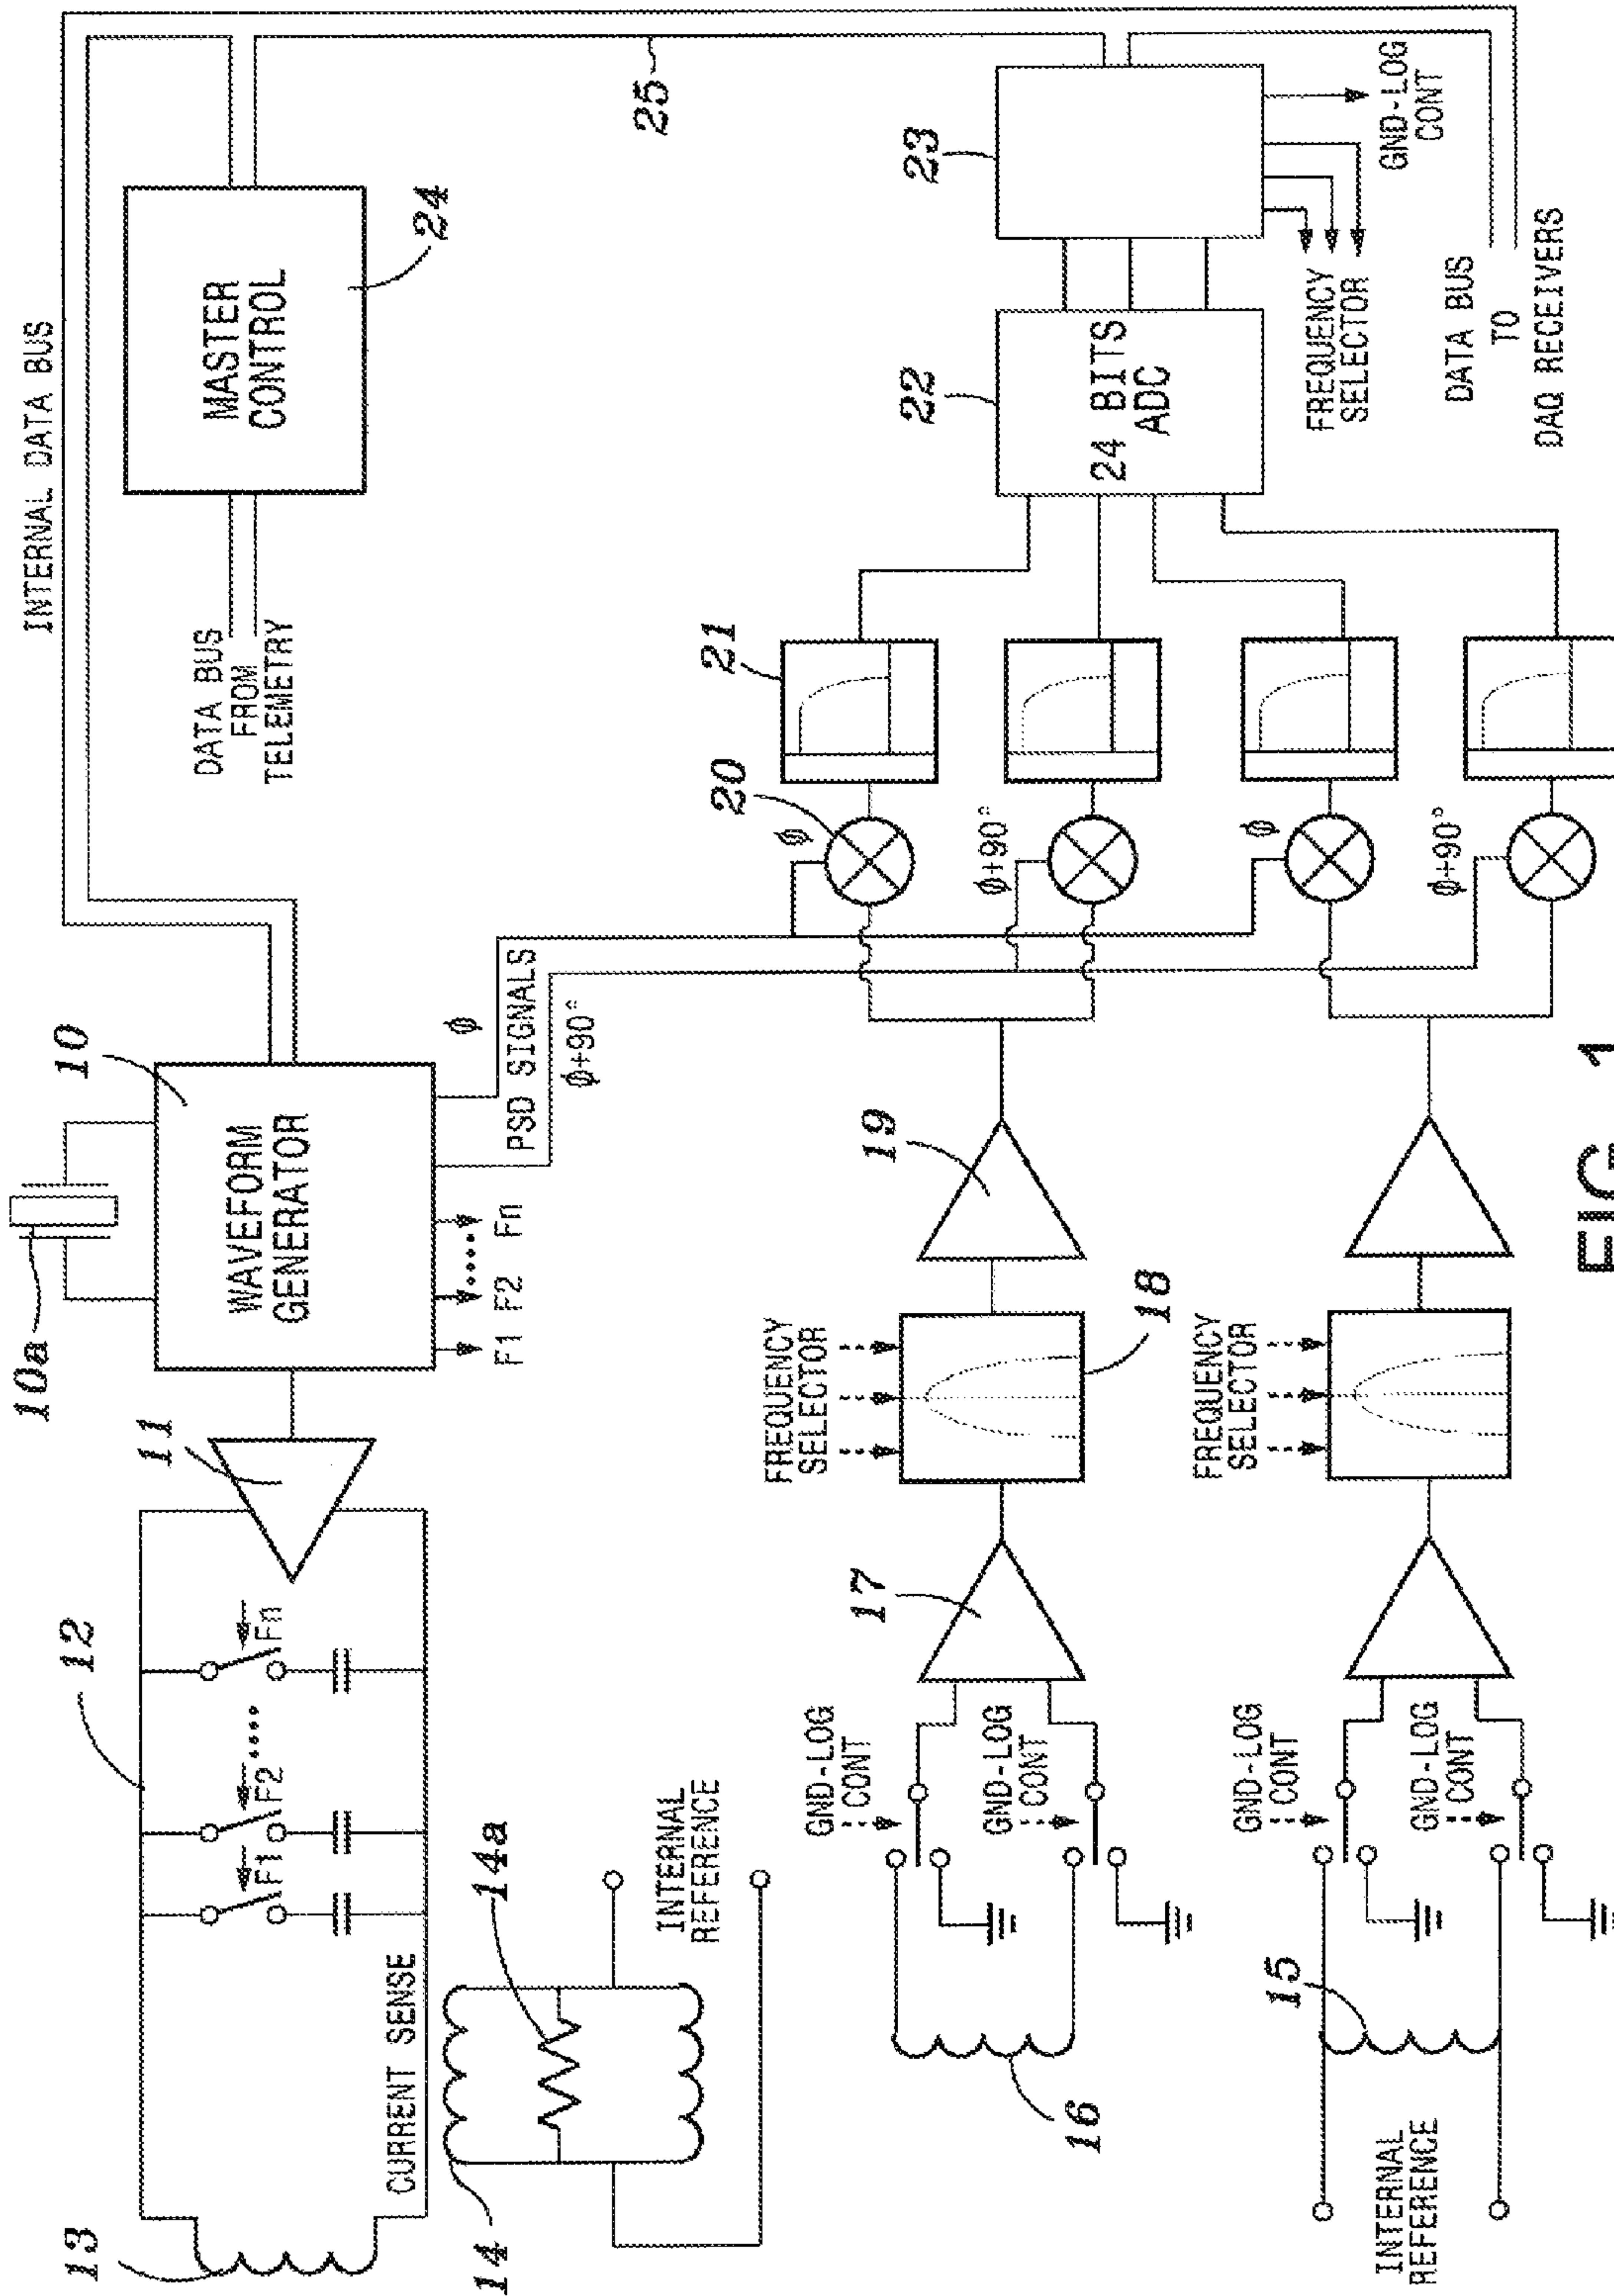 INTERNAL DATA BUS
10a
10
WAVEFORM
GENERATOR
11
12
13
F1
F2
.....
Fn
F1 F2 ..... Fn
CURRENT SENSE
14
14a
INTERNAL
REFERENCE
ϕ
PSD SIGNALS
ϕ+90°
DATA BUS
FROM
TELEMETRY
MASTER
CONTROL
24
25
16
GND-LOG
CONT
GND-LOG
CONT
17
FREQUENCY
SELECTOR
18
19
20
ϕ
ϕ+90°
ϕ
ϕ+90°
21
22
24 BITS
ADC
23
FREQUENCY
SELECTOR
GND-LOG
CONT
DATA BUS
TO
DAQ RECEIVERS
INTERNAL
REFERENCE
15
GND-LOG
CONT
GND-LOG
CONT
FREQUENCY
SELECTOR
FIG. 1